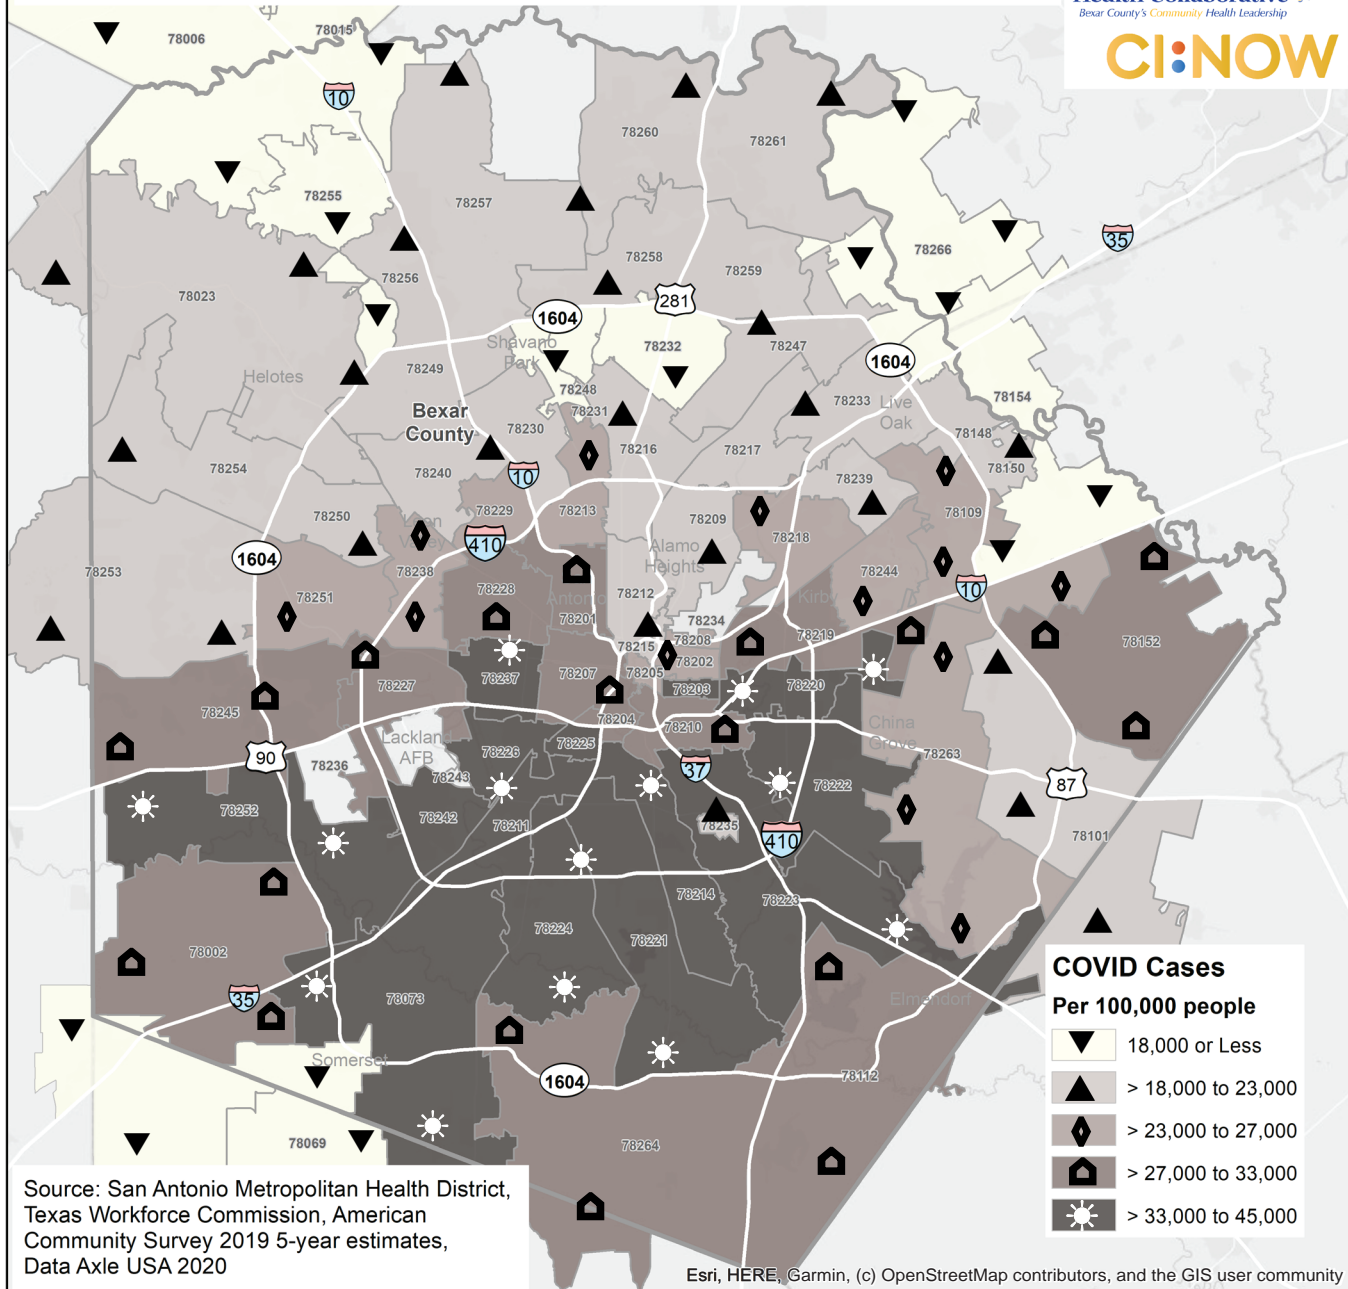 Health Collaborative
Bexar County's Community Health Leadership
CI:NOW
78006
78015
10
78260
78261
78255
78257
78266
35
78258
78259
78256
78023
281
1604
Shavano
Park
78232
78247
1604
78249
Helotes
78248
78231
78154
Bexar
County
78230
78233
Live
Oak
78148
78216
78217
78254
78240
10
78150
78239
78250
78229
78213
78209
78109
78218
410
Alamo
Heights
1604
78253
78238
78244
78228
78251
78212
10
78201
Kirby
78234
78219
78152
78208
78215
78202
78237
78207
78205
78227
78203
78220
78245
78204
78210
China
Grove
Lackland
AFB
78225
78226
78263
90
78236
78243
37
78222
87
78252
78242
78211
78235
410
78101
78214
78223
78224
78221
78002
35
78073
Elmendorf
Somerset
1604
78112
78069
78264
COVID Cases
Per 100,000 people
18,000 or Less
> 18,000 to 23,000
> 23,000 to 27,000
> 27,000 to 33,000
> 33,000 to 45,000
Source: San Antonio Metropolitan Health District,
Texas Workforce Commission, American
Community Survey 2019 5-year estimates,
Data Axle USA 2020
Esri, HERE, Garmin, (c) OpenStreetMap contributors, and the GIS user community